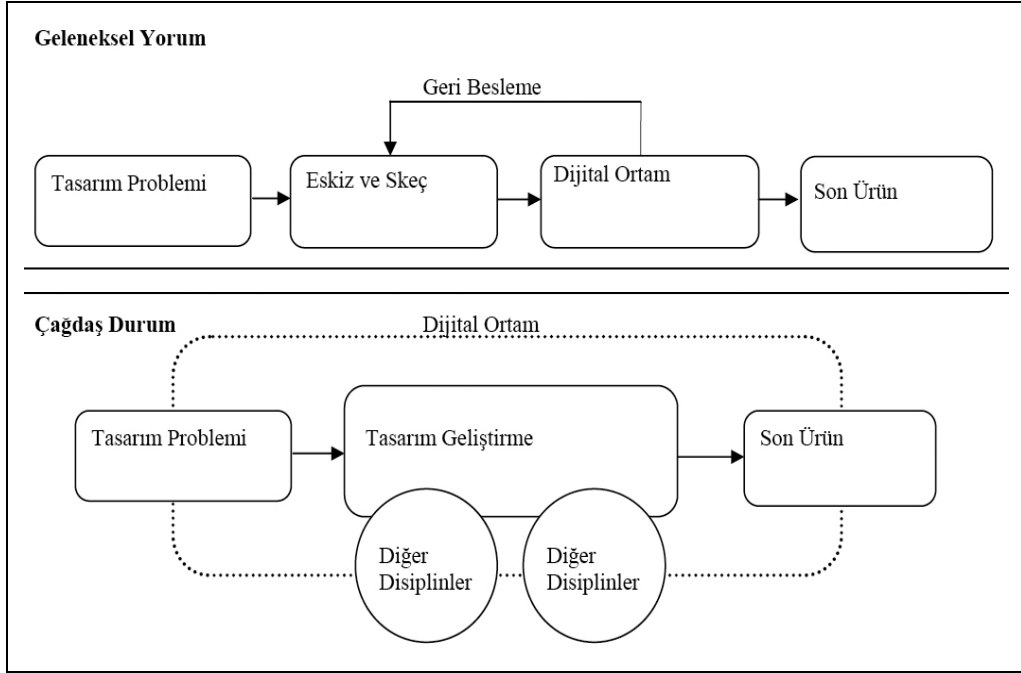 Geleneksel Yorum
Geri Besleme
Tasarım Problemi
Eskiz ve Skeç
Dijital Ortam
Son Ürün
Çağdaş Durum
Dijital Ortam
Tasarım Problemi
Tasarım Geliştirme
Son Ürün
Diğer
Disiplinler
Diğer
Disiplinler